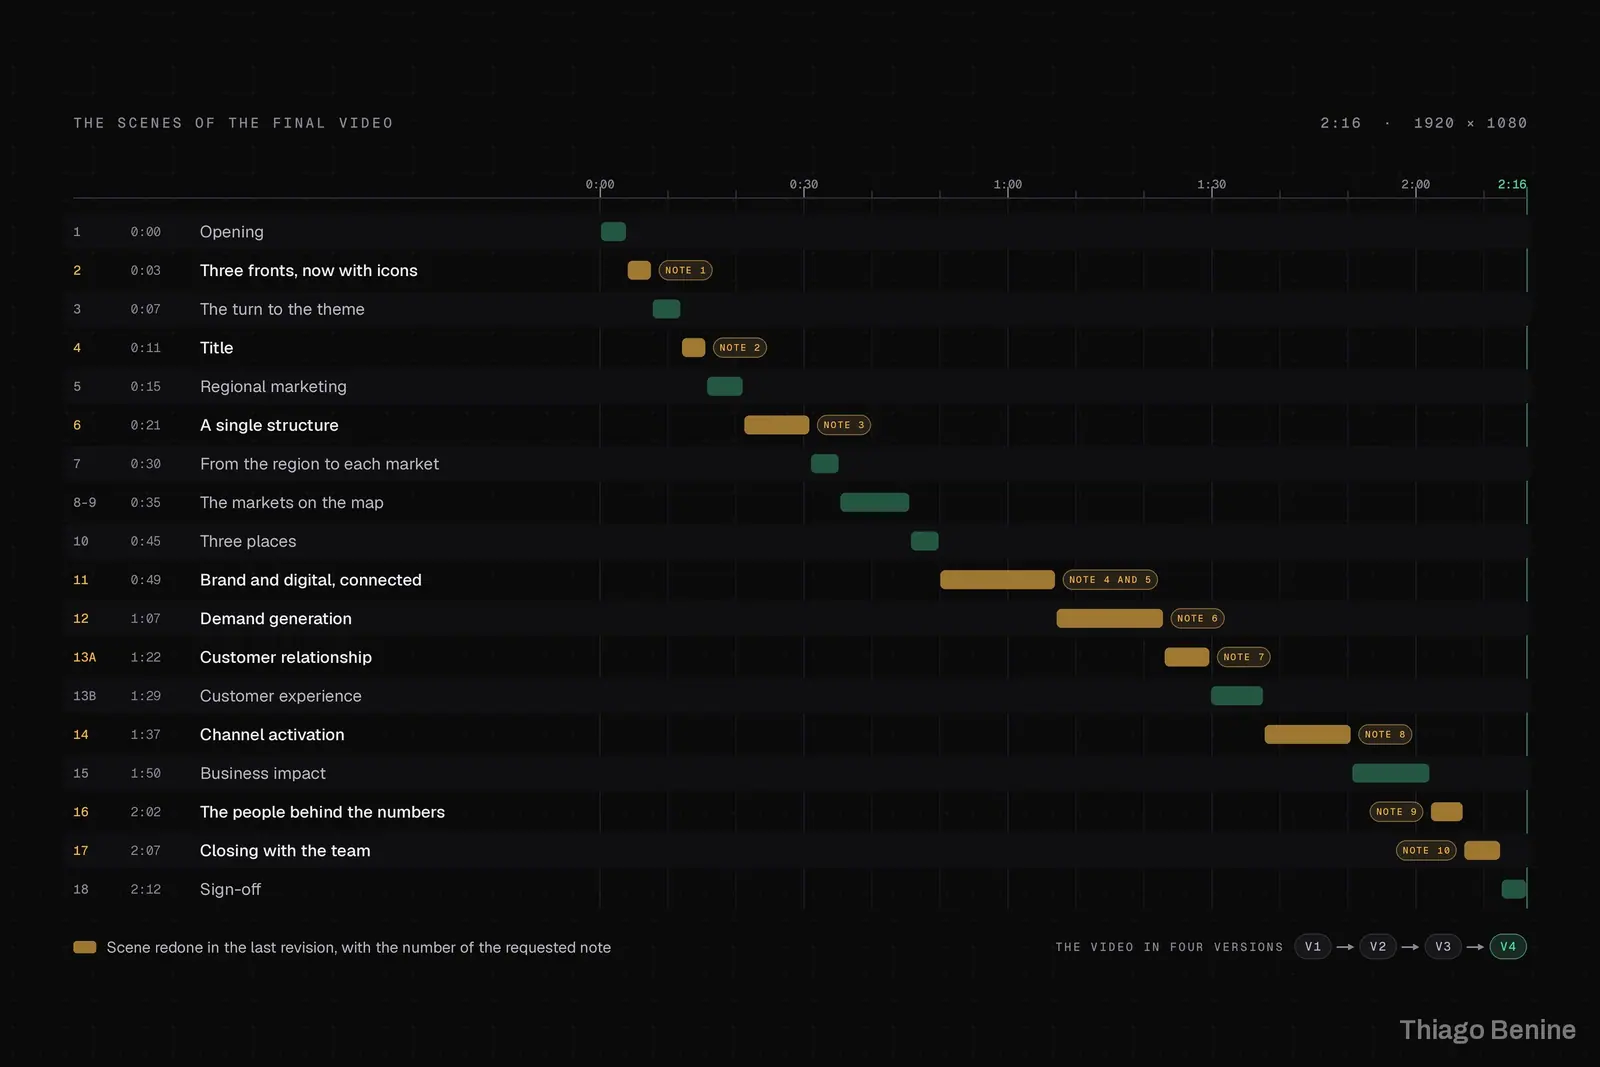 THE SCENES OF THE FINAL VIDEO
2:16 · 1920 × 1080
0:00 0:30 1:00 1:30 2:00 2:16
1 0:00 Opening
2 0:03 Three fronts, now with icons NOTE 1
3 0:07 The turn to the theme
4 0:11 Title NOTE 2
5 0:15 Regional marketing
6 0:21 A single structure NOTE 3
7 0:30 From the region to each market
8-9 0:35 The markets on the map
10 0:45 Three places
11 0:49 Brand and digital, connected NOTE 4 AND 5
12 1:07 Demand generation NOTE 6
13A 1:22 Customer relationship NOTE 7
13B 1:29 Customer experience
14 1:37 Channel activation NOTE 8
15 1:50 Business impact
16 2:02 The people behind the numbers NOTE 9
17 2:07 Closing with the team NOTE 10
18 2:12 Sign-off
Scene redone in the last revision, with the number of the requested note
THE VIDEO IN FOUR VERSIONS V1 → V2 → V3 → V4
Thiago Benine